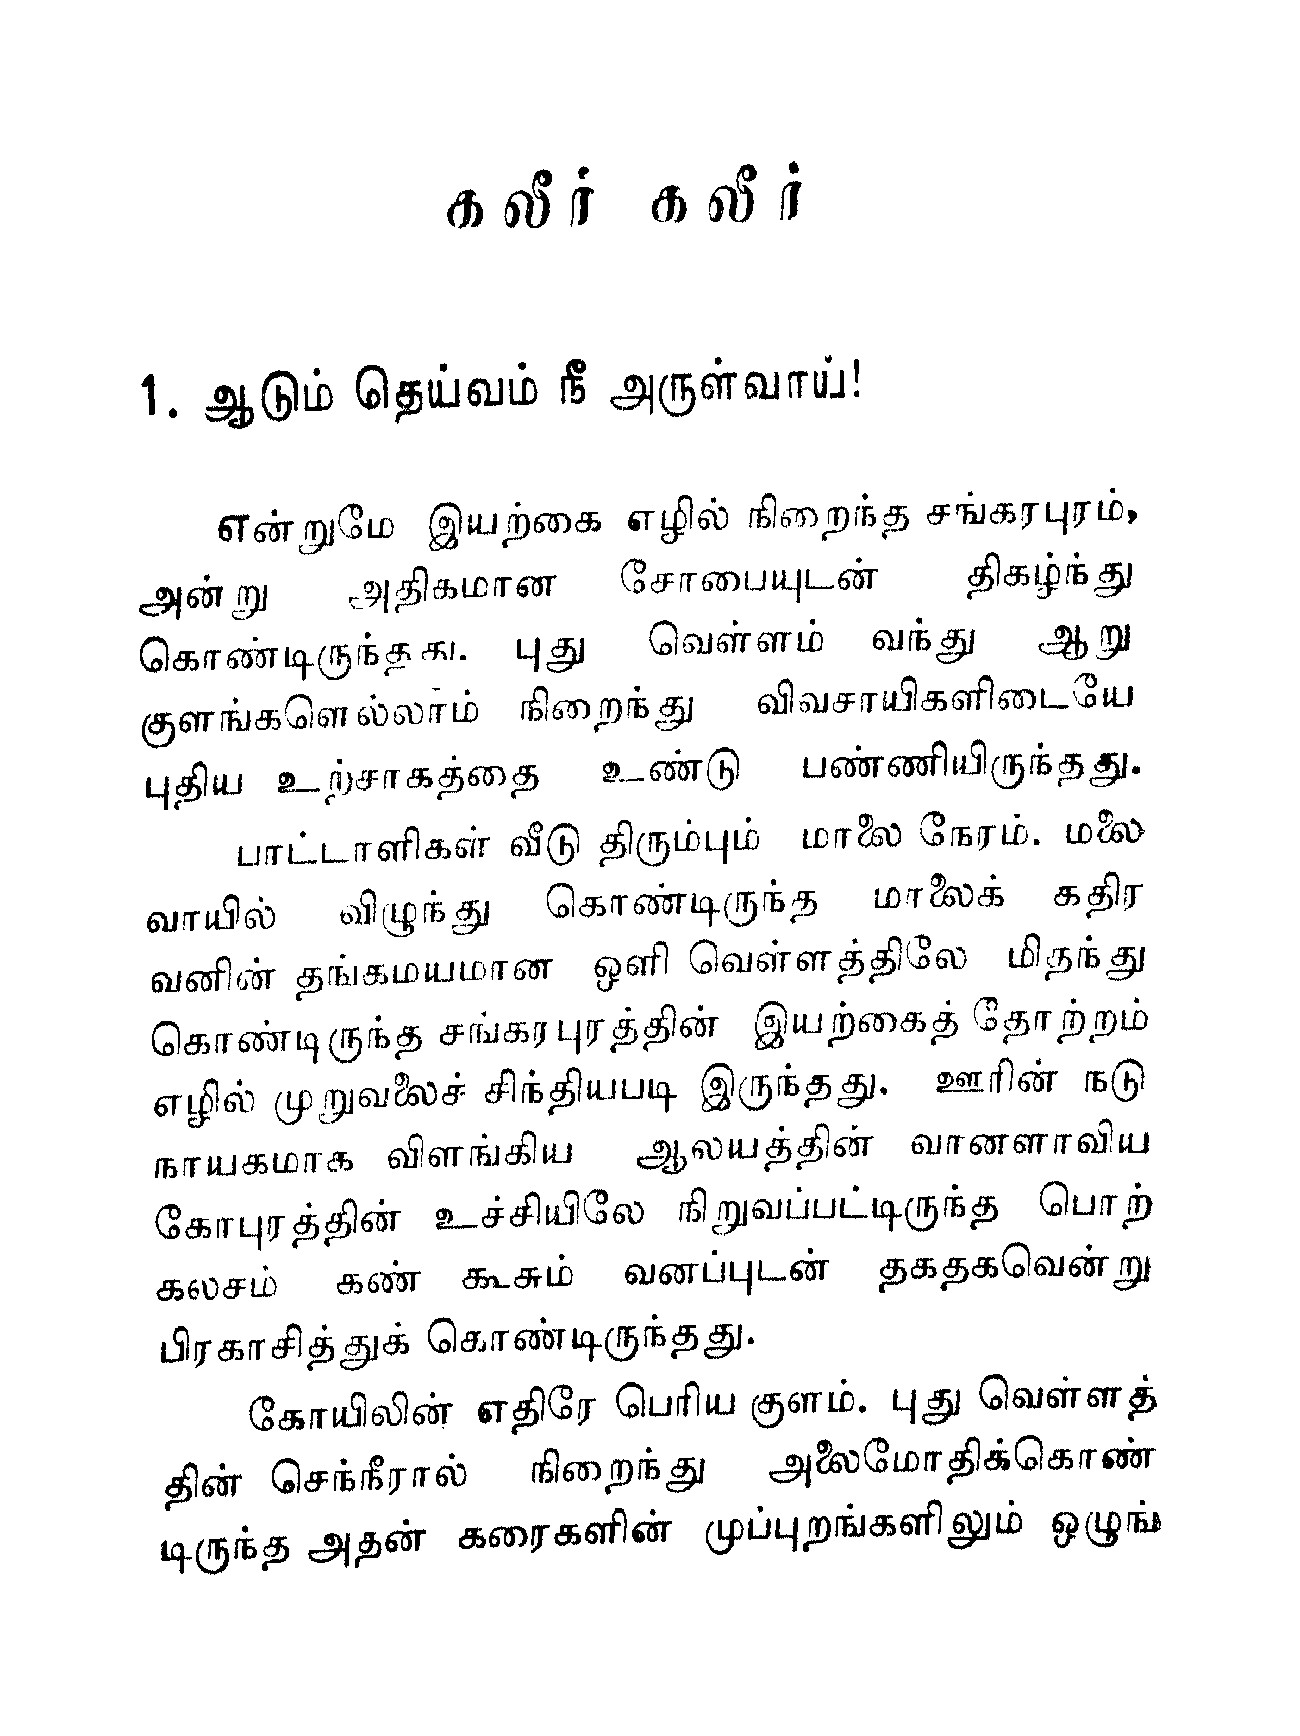 கலீர் கலீர்
1. ஆடும் தெய்வம் நீ அருள்வாய்!
என்றுமே இயற்கை எழில் நிறைந்த சங்கரபுரம்,
அன்று அதிகமான சோபையுடன் திகழ்ந்து
கொண்டிருந்தது. புது வெள்ளம் வந்து ஆறு
குளங்களெல்லாம் நிறைந்து விவசாயிகளிடையே
புதிய உற்சாகத்தை உண்டு பண்ணியிருந்தது.
பாட்டாளிகள் வீடு திரும்பும் மாலை நேரம். மலை
வாயில் விழுந்து கொண்டிருந்த மாலைக் கதிர
வனின் தங்கமயமான ஒளி வெள்ளத்திலே மிதந்து
கொண்டிருந்த சங்கரபுரத்தின் இயற்கைத் தோற்றம்
எழில் முறுவலைச் சிந்தியபடி இருந்தது. ஊரின் நடு
நாயகமாக விளங்கிய ஆலயத்தின் வானளாவிய
கோபுரத்தின் உச்சியிலே நிறுவப்பட்டிருந்த பொற்
கலசம் கண் கூசும் வனப்புடன் தகதகவென்று
பிரகாசித்துக் கொண்டிருந்தது.
கோயிலின் எதிரே பெரிய குளம். புது வெள்ளத்
தின் செந்நீரால் நிறைந்து அலைமோதிக்கொண்
டிருந்த அதன் கரைகளின் முப்புறங்களிலும் ஒழுங்